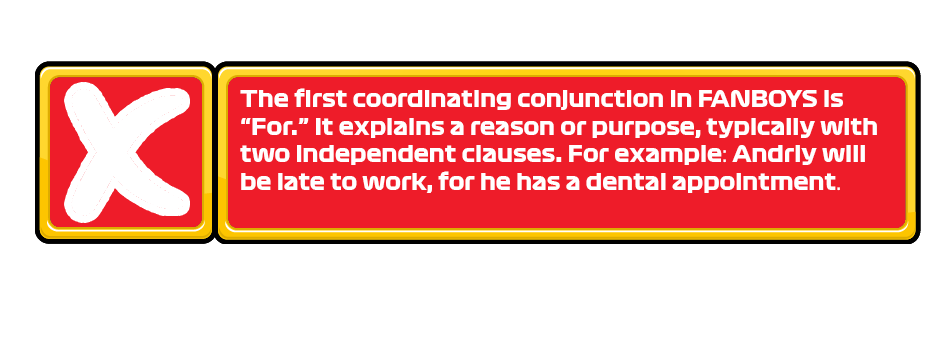 The first coordinating conjunction in FANBOYS is
“For.” It explains a reason or purpose, typically with
two independent clauses. For example: Andriy will
be late to work, for he has a dental appointment.